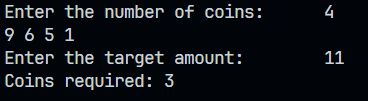 Enter the number of coins: 4
9 6 5 1
Enter the target amount: 11
Coins required: 3